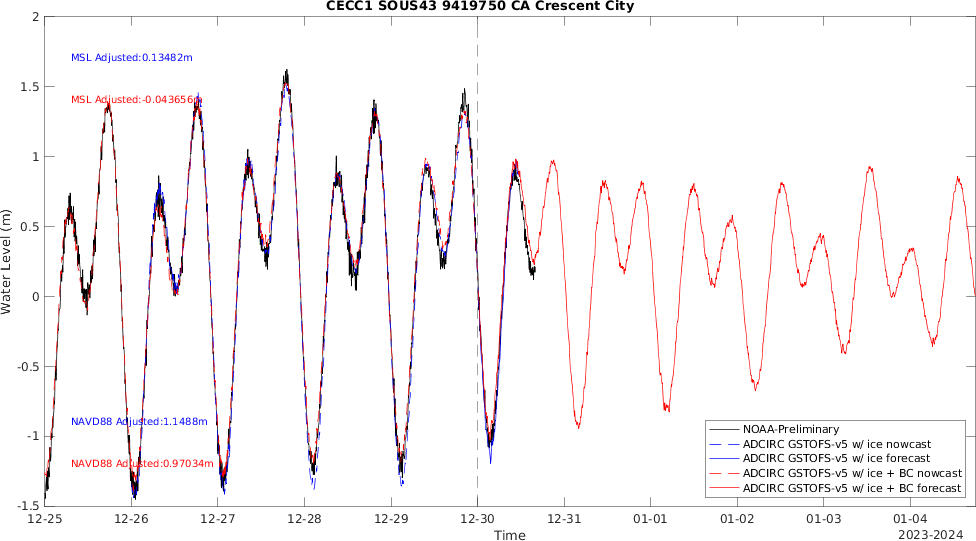 CECC1 SOUS43 9419750 CA Crescent City
2
1.5
1
0.5
0
-0.5
-1
-1.5
Water Level (m)
MSL Adjusted:0.13482m
MSL Adjusted:-0.043656m
NAVD88 Adjusted:1.1488m
NAVD88 Adjusted:0.97034m
NOAA-Preliminary
ADCIRC GSTOFS-v5 w/ ice nowcast
ADCIRC GSTOFS-v5 w/ ice forecast
ADCIRC GSTOFS-v5 w/ ice + BC nowcast
ADCIRC GSTOFS-v5 w/ ice + BC forecast
12-25 12-26 12-27 12-28 12-29 12-30 12-31 01-01 01-02 01-03 01-04
Time
2023-2024